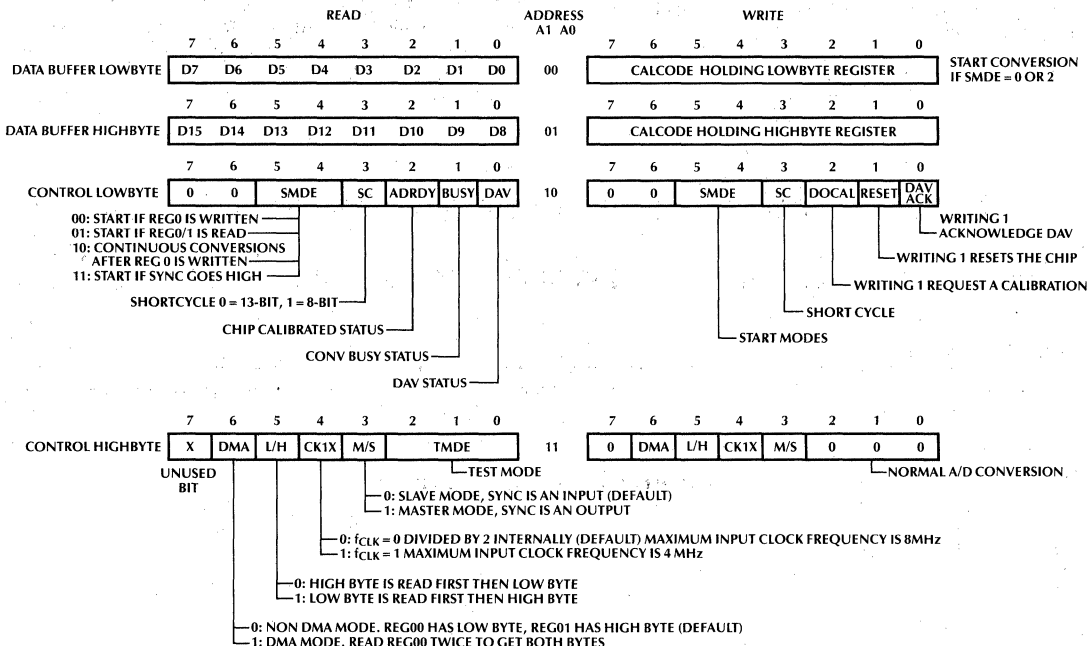 READ ADDRESS WRITE
A1 A0
7 6 5 4 3 2 1 0 7 6 5 4 3 2 1 0
DATA BUFFER LOWBYTE D7 D6 D5 D4 D3 D2 D1 D0 00 CALCODE HOLDING LOWBYTE REGISTER START CONVERSION
IF SMDE = 0 OR 2
7 6 5 4 3 2 1 0 7 6 5 4 3 2 1 0
DATA BUFFER HIGHBYTE D15 D14 D13 D12 D11 D10 D9 D8 01 CALCODE HOLDING HIGHBYTE REGISTER
7 6 5 4 3 2 1 0 7 6 5 4 3 2 1 0
CONTROL LOWBYTE 0 0 SMDE SC ADRDY BUSY DAV 10 0 0 SMDE SC DOCAL RESET DAV ACK
00: START IF REG0 IS WRITTEN
01: START IF REG0/1 IS READ
10: CONTINUOUS CONVERSIONS
AFTER REG 0 IS WRITTEN
11: START IF SYNC GOES HIGH
SHORTCYCLE 0 = 13-BIT, 1 = 8-BIT
CHIP CALIBRATED STATUS
CONV BUSY STATUS
DAV STATUS
WRITING 1
ACKNOWLEDGE DAV
WRITING 1 RESETS THE CHIP
WRITING 1 REQUEST A CALIBRATION
SHORT CYCLE
START MODES
7 6 5 4 3 2 1 0 7 6 5 4 3 2 1 0
CONTROL HIGHBYTE X DMA L/H CK1X M/S TMDE 11 0 DMA L/H CK1X M/S 0 0 0
UNUSED
BIT
TEST MODE
NORMAL A/D CONVERSION
0: SLAVE MODE, SYNC IS AN INPUT (DEFAULT)
1: MASTER MODE, SYNC IS AN OUTPUT
0: fCLK = 0 DIVIDED BY 2 INTERNALLY (DEFAULT) MAXIMUM INPUT CLOCK FREQUENCY IS 8MHz
1: fCLK = 1 MAXIMUM INPUT CLOCK FREQUENCY IS 4 MHz
0: HIGH BYTE IS READ FIRST THEN LOW BYTE
1: LOW BYTE IS READ FIRST THEN HIGH BYTE
0: NON DMA MODE. REG00 HAS LOW BYTE, REG01 HAS HIGH BYTE (DEFAULT)
1: DMA MODE. READ REG00 TWICE TO GET BOTH BYTES